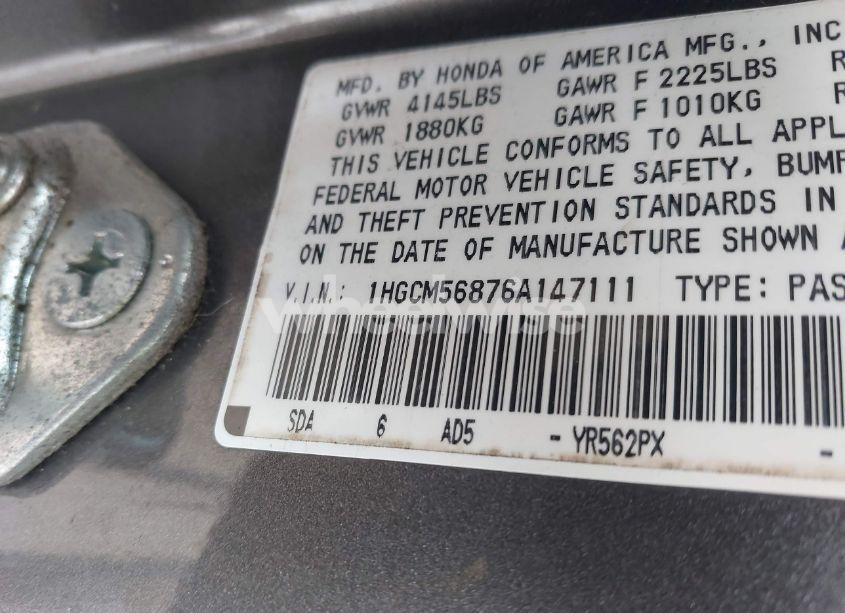 MFD. BY HONDA OF AMERICA MFG., INC
GVWR 4145LBS GAWR F 2225LBS R
GVWR 1880KG GAWR F 1010KG R
THIS VEHICLE CONFORMS TO ALL APPL
FEDERAL MOTOR VEHICLE SAFETY, BUMP
AND THEFT PREVENTION STANDARDS IN
ON THE DATE OF MANUFACTURE SHOWN A
V.I.N.: 1HGCM56876A147111 TYPE: PAS
wheelwise
SDA 6 AD5 - YR562PX -